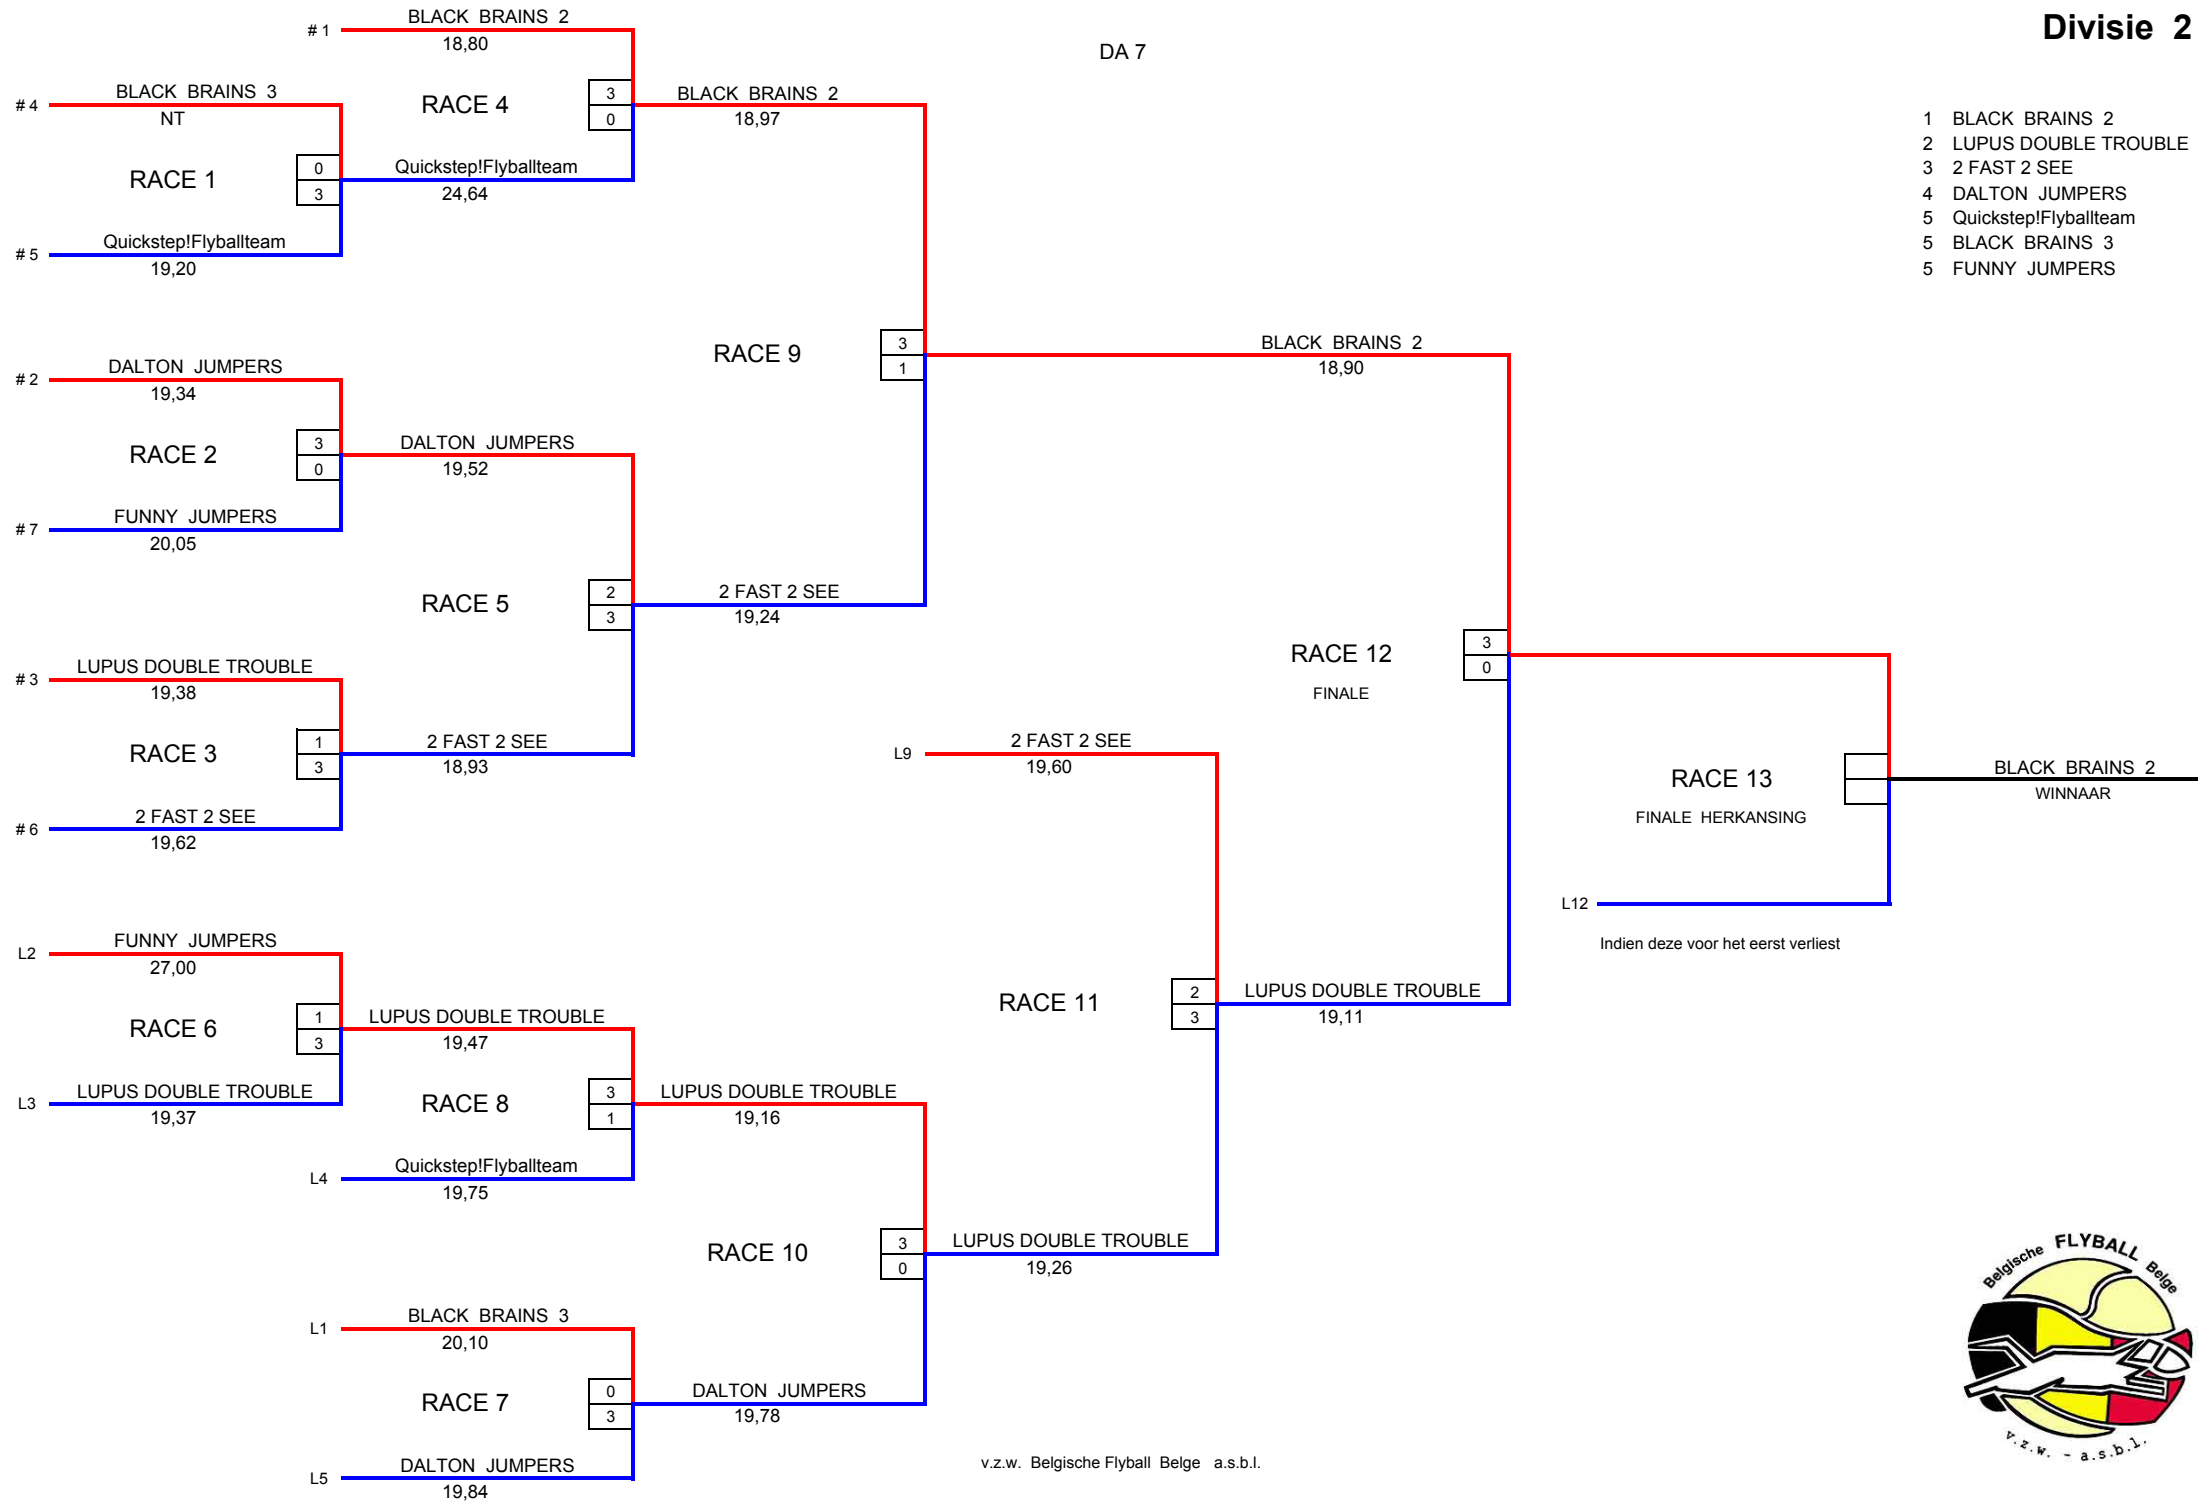 Divisie 2
DA 7
1 BLACK BRAINS 2
2 LUPUS DOUBLE TROUBLE
3 2 FAST 2 SEE
4 DALTON JUMPERS
5 Quickstep!Flyballteam
5 BLACK BRAINS 3
5 FUNNY JUMPERS
# 1 BLACK BRAINS 2
18,80
# 4 BLACK BRAINS 3
NT
RACE 4
3
0
BLACK BRAINS 2
18,97
RACE 1
0
3
Quickstep!Flyballteam
24,64
# 5 Quickstep!Flyballteam
19,20
RACE 9
3
1
BLACK BRAINS 2
18,90
# 2 DALTON JUMPERS
19,34
RACE 2
3
0
DALTON JUMPERS
19,52
# 7 FUNNY JUMPERS
20,05
RACE 5
2
3
2 FAST 2 SEE
19,24
# 3 LUPUS DOUBLE TROUBLE
19,38
RACE 3
1
3
2 FAST 2 SEE
18,93
# 6 2 FAST 2 SEE
19,62
RACE 12
FINALE
3
0
L9 2 FAST 2 SEE
19,60
RACE 13
FINALE HERKANSING
BLACK BRAINS 2
WINNAAR
L12
Indien deze voor het eerst verliest
L2 FUNNY JUMPERS
27,00
RACE 6
1
3
LUPUS DOUBLE TROUBLE
19,47
L3 LUPUS DOUBLE TROUBLE
19,37
RACE 8
3
1
LUPUS DOUBLE TROUBLE
19,16
L4 Quickstep!Flyballteam
19,75
RACE 11
2
3
LUPUS DOUBLE TROUBLE
19,11
RACE 10
3
0
LUPUS DOUBLE TROUBLE
19,26
L1 BLACK BRAINS 3
20,10
RACE 7
0
3
DALTON JUMPERS
19,78
L5 DALTON JUMPERS
19,84
v.z.w. Belgische Flyball Belge a.s.b.l.
Belgische FLYBALL Belge
v.z.w. - a.s.b.l.